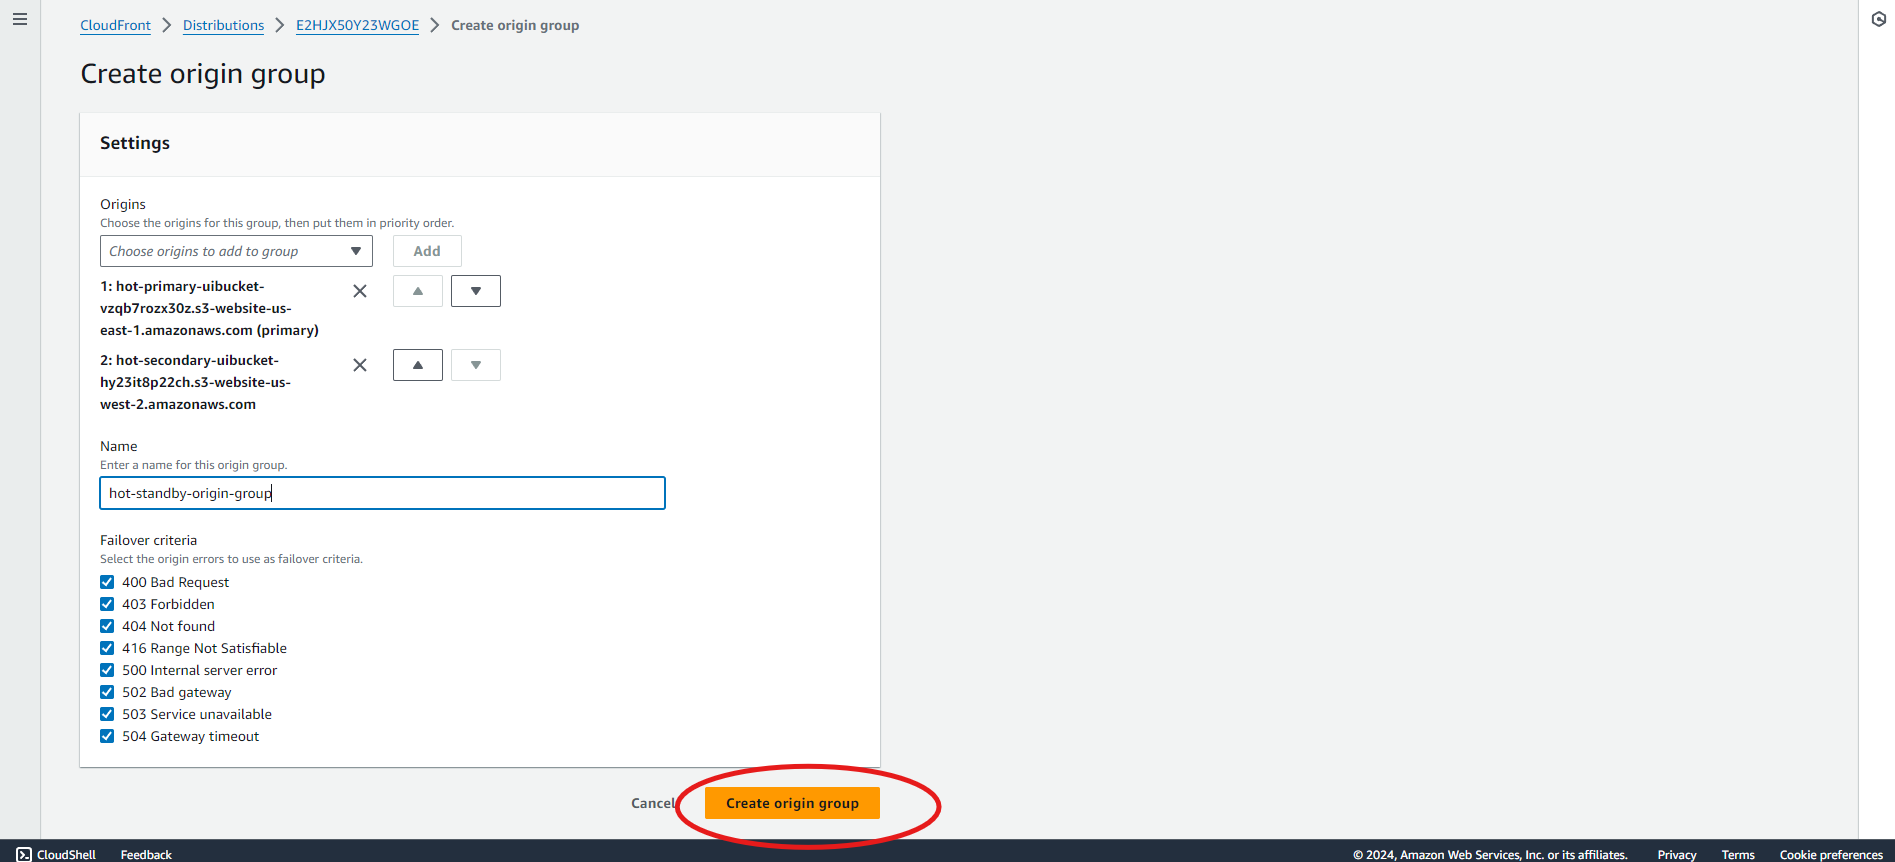 CloudFront > Distributions > E2HJX50Y23WGOE > Create origin group
Create origin group
Settings
Origins
Choose the origins for this group, then put them in priority order.
Choose origins to add to group
Add
1: hot-primary-uibucket-
vzqb7rozx30z.s3-website-us-
east-1.amazonaws.com (primary)
2: hot-secondary-uibucket-
hy23it8p22ch.s3-website-us-
west-2.amazonaws.com
Name
Enter a name for this origin group.
hot-standby-origin-group
Failover criteria
Select the origin errors to use as failover criteria.
400 Bad Request
403 Forbidden
404 Not found
416 Range Not Satisfiable
500 Internal server error
502 Bad gateway
503 Service unavailable
504 Gateway timeout
Cancel
Create origin group
CloudShell Feedback © 2024, Amazon Web Services, Inc. or its affiliates. Privacy Terms Cookie preferences